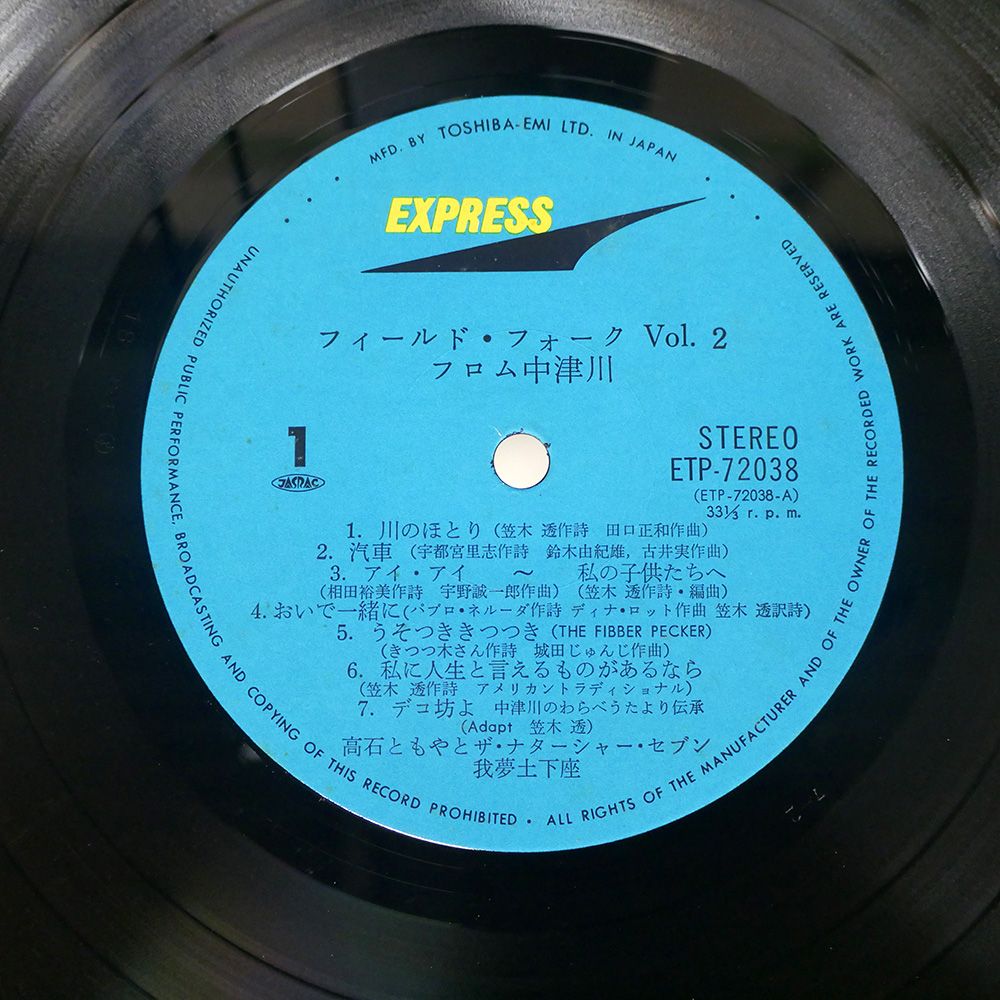 MFD. BY TOSHIBA-EMI LTD. IN JAPAN
EXPRESS
フィールド・フォーク Vol. 2
フロム中津川
1
JASRAC
STEREO
ETP-72038
(ETP-72038-A)
33⅓ r. p. m.
1. 川のほとり (笠木 透作詩 田口正和作曲)
2. 汽車 (宇都宮里志作詩 鈴木由紀雄, 古井実作曲)
3. アイ・アイ 〜 私の子供たちへ
(相田裕美作詩 宇野誠一郎作曲) (笠木 透作詩・編曲)
4. おいで一緒に (パブロ・ネルーダ作詩 ディナ・ロット作曲 笠木 透訳詩)
5. うそつききつつき (THE FIBBER PECKER)
(きつつ木さん作詩 城田じゅんじ作曲)
6. 私に人生と言えるものがあるなら
(笠木 透作詩 アメリカントラディショナル)
7. デコ坊よ 中津川のわらべうたより伝承
(Adapt 笠木 透)
高石ともやとザ・ナターシャー・セブン
我夢土下座
UNAUTHORIZED PUBLIC PERFORMANCE, BROADCASTING AND COPYING OF THIS RECORD PROHIBITED • ALL RIGHTS OF THE MANUFACTURER AND OF THE OWNER OF THE RECORDED WORK ARE RESERVED